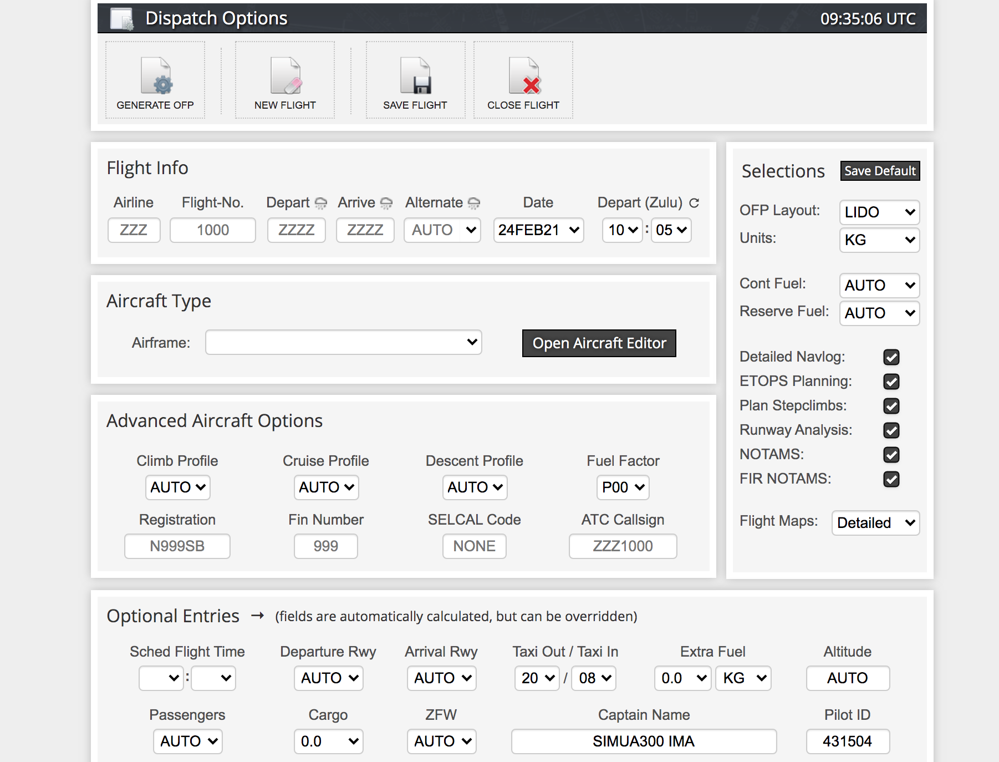 Dispatch Options 09:35:06 UTC
GENERATE OFP NEW FLIGHT SAVE FLIGHT CLOSE FLIGHT
Flight Info
Airline Flight-No. Depart Arrive Alternate Date Depart (Zulu)
ZZZ 1000 ZZZZ ZZZZ AUTO 24FEB21 10 : 05
Aircraft Type
Airframe: Open Aircraft Editor
Advanced Aircraft Options
Climb Profile Cruise Profile Descent Profile Fuel Factor
AUTO AUTO AUTO P00
Registration Fin Number SELCAL Code ATC Callsign
N999SB 999 NONE ZZZ1000
Selections Save Default
OFP Layout: LIDO
Units: KG
Cont Fuel: AUTO
Reserve Fuel: AUTO
Detailed Navlog:
ETOPS Planning:
Plan Stepclimbs:
Runway Analysis:
NOTAMS:
FIR NOTAMS:
Flight Maps: Detailed
Optional Entries → (fields are automatically calculated, but can be overridden)
Sched Flight Time Departure Rwy Arrival Rwy Taxi Out / Taxi In Extra Fuel Altitude
: AUTO AUTO 20 / 08 0.0 KG AUTO
Passengers Cargo ZFW Captain Name Pilot ID
AUTO 0.0 AUTO SIMUA300 IMA 431504